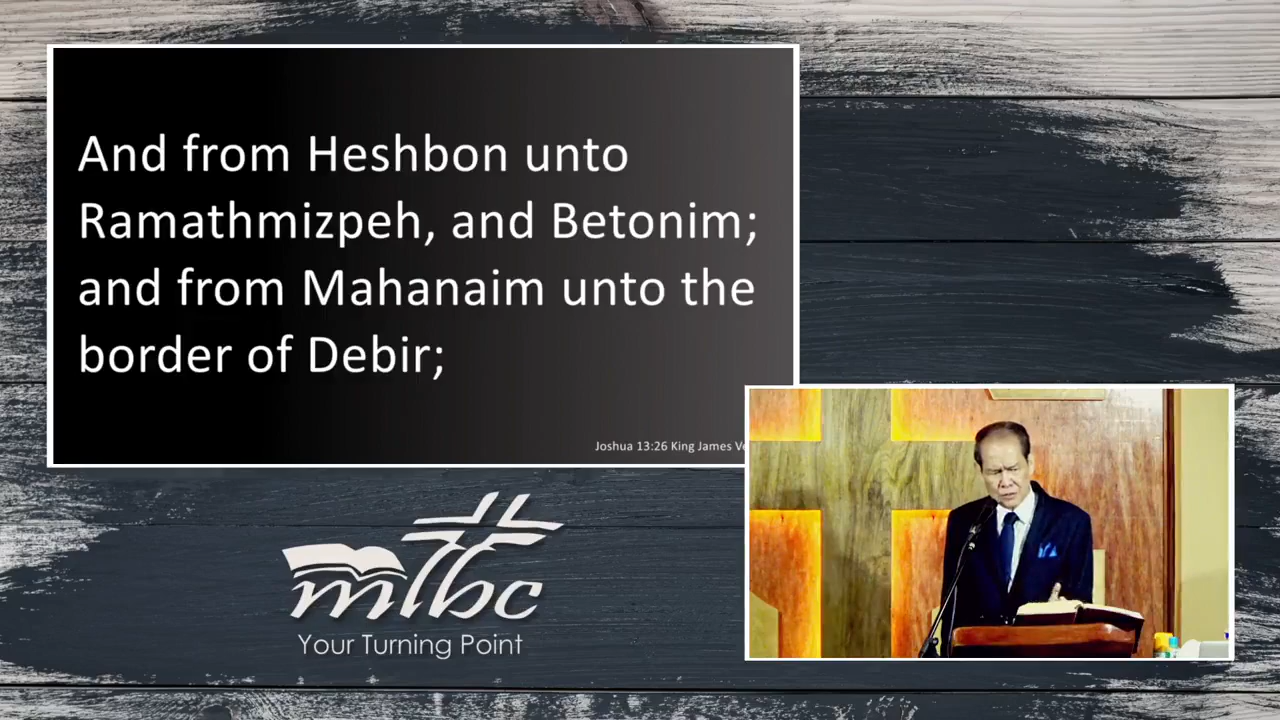 And from Heshbon unto
Ramathmizpeh, and Betonim;
and from Mahanaim unto the
border of Debir;
Joshua 13:26 King James
mlbc
Your Turning Point